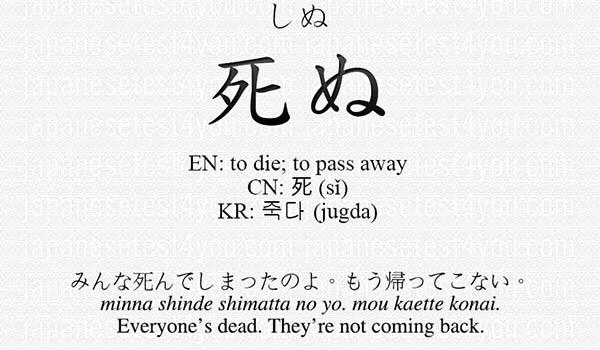 しぬ
死ぬ
EN: to die; to pass away
CN: 死 (sǐ)
KR: 죽다 (jugda)
みんな死んでしまったのよ。もう帰ってこない。
minna shinde shimatta no yo. mou kaette konai.
Everyone’s dead. They’re not coming back.